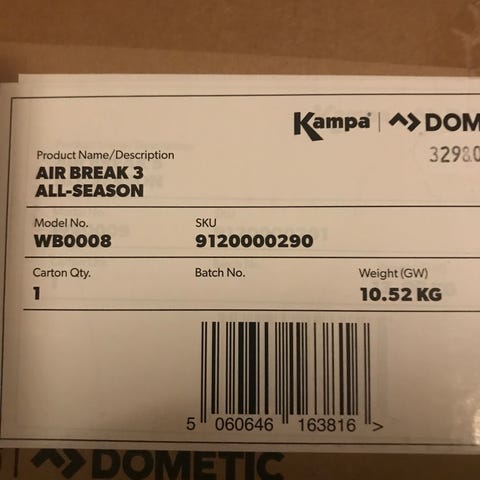 Kampa | DOM
3298
Product Name/Description
AIR BREAK 3
ALL-SEASON
Model No. SKU
WB0008 9120000290
Carton Qty. Batch No. Weight (GW)
1 10.52 KG
5 060646 163816 >
DOMETIC